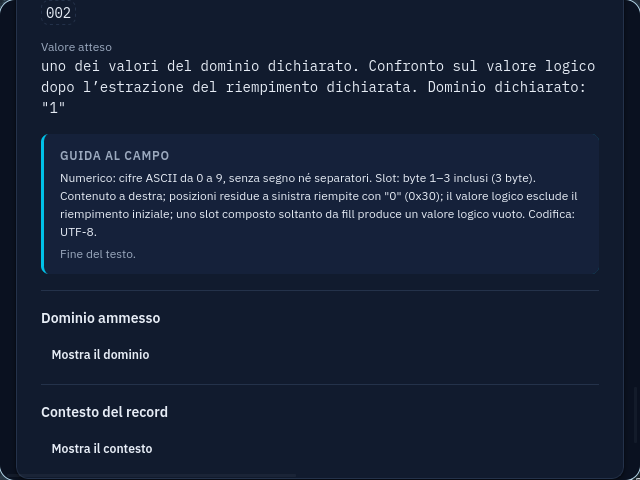 002
Valore atteso
uno dei valori del dominio dichiarato. Confronto sul valore logico
dopo l’estrazione del riempimento dichiarata. Dominio dichiarato:
"1"
GUIDA AL CAMPO
Numerico: cifre ASCII da 0 a 9, senza segno né separatori. Slot: byte 1–3 inclusi (3 byte).
Contenuto a destra; posizioni residue a sinistra riempite con "0" (0x30); il valore logico esclude il
riempimento iniziale; uno slot composto soltanto da fill produce un valore logico vuoto. Codifica:
UTF-8.
Fine del testo.
Dominio ammesso
Mostra il dominio
Contesto del record
Mostra il contesto